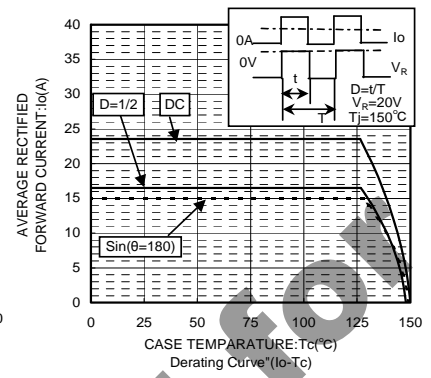 AVERAGE RECTIFIED
FORWARD CURRENT:Io(A)
40
35
30
25
20
15
10
5
0
0
0A
0V
Io
VR
t
T
D=t/T
VR=20V
Tj=150°C
D=1/2
DC
Sin(θ=180)
0 25 50 75 100 125 150
CASE TEMPARATURE:Tc(°C)
Derating Curve"(Io-Tc)
for